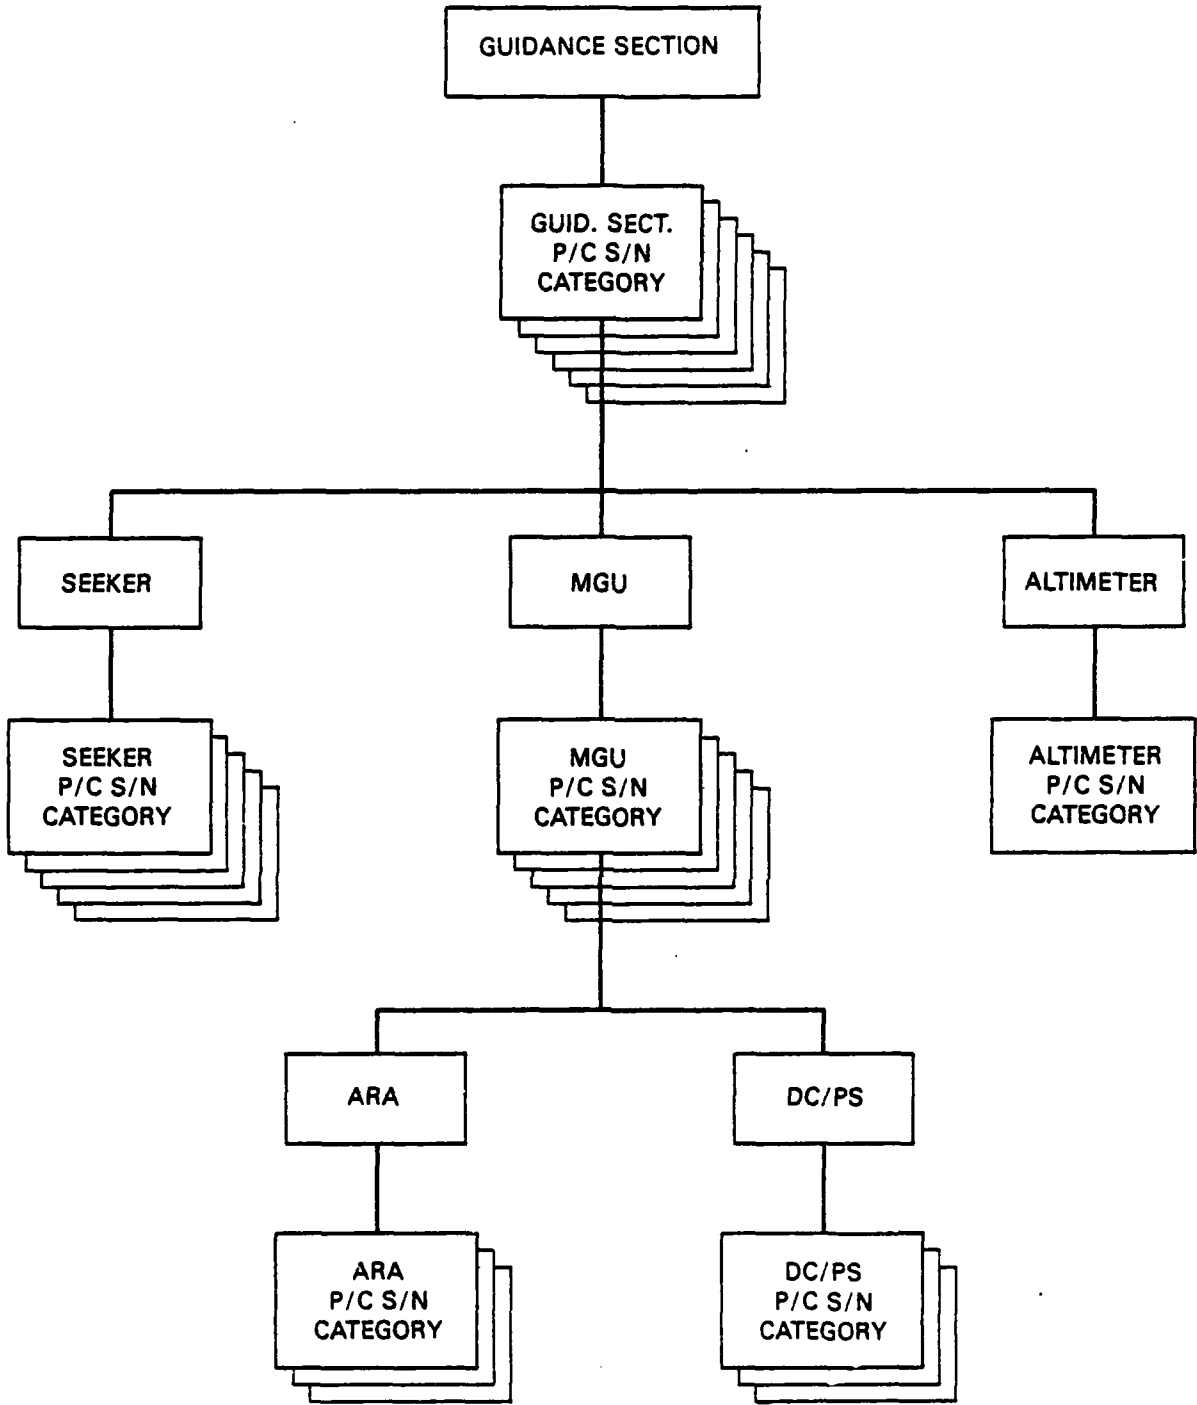 GUIDANCE SECTION
GUID. SECT.
P/C S/N
CATEGORY
SEEKER
MGU
ALTIMETER
SEEKER
P/C S/N
CATEGORY
MGU
P/C S/N
CATEGORY
ALTIMETER
P/C S/N
CATEGORY
ARA
DC/PS
ARA
P/C S/N
CATEGORY
DC/PS
P/C S/N
CATEGORY